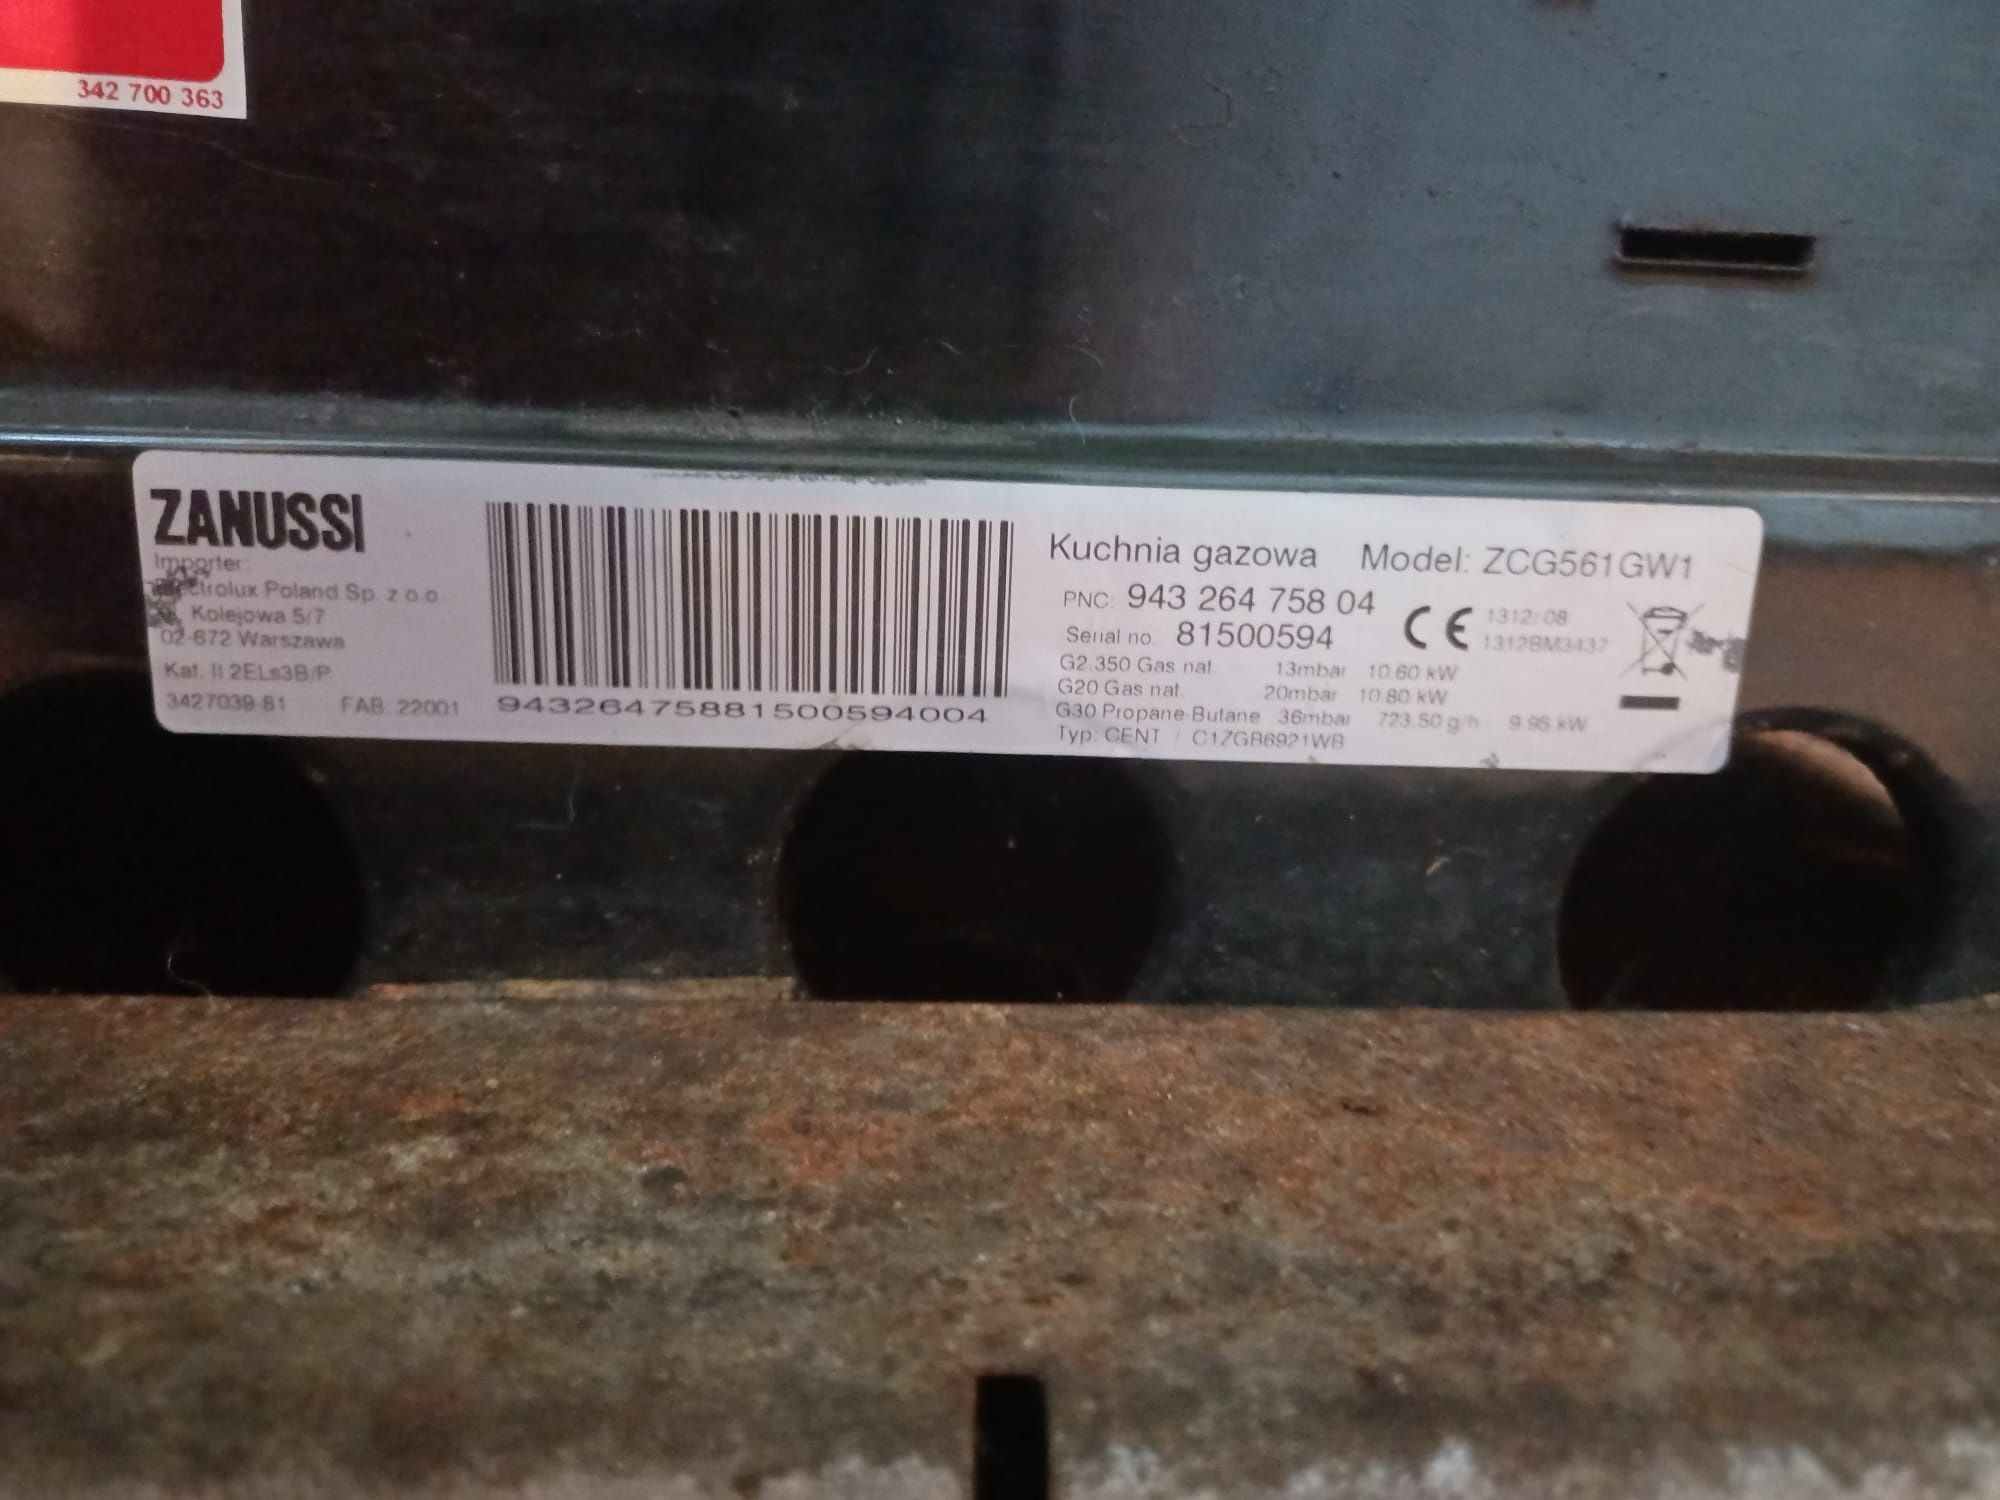 342 700 363
ZANUSSI
Importer:
Electrolux Poland Sp. z o.o.
Kolejowa 5/7
02-672 Warszawa
Kat. II 2ELs3B/P
3427039-81 FAB. 22001
943264758815005940​04
Kuchnia gazowa Model: ZCG561GW1
PNC: 943 264 758 04
Serial no. 81500594
CE 1312/08
1312BM3437
G2.350 Gas nat. 13mbar 10.60 kW
G20 Gas nat. 20mbar 10.80 kW
G30 Propane-Butane 36mbar 723.50 g/h 9.95 kW
Typ: CENT / C1ZGB6921WB